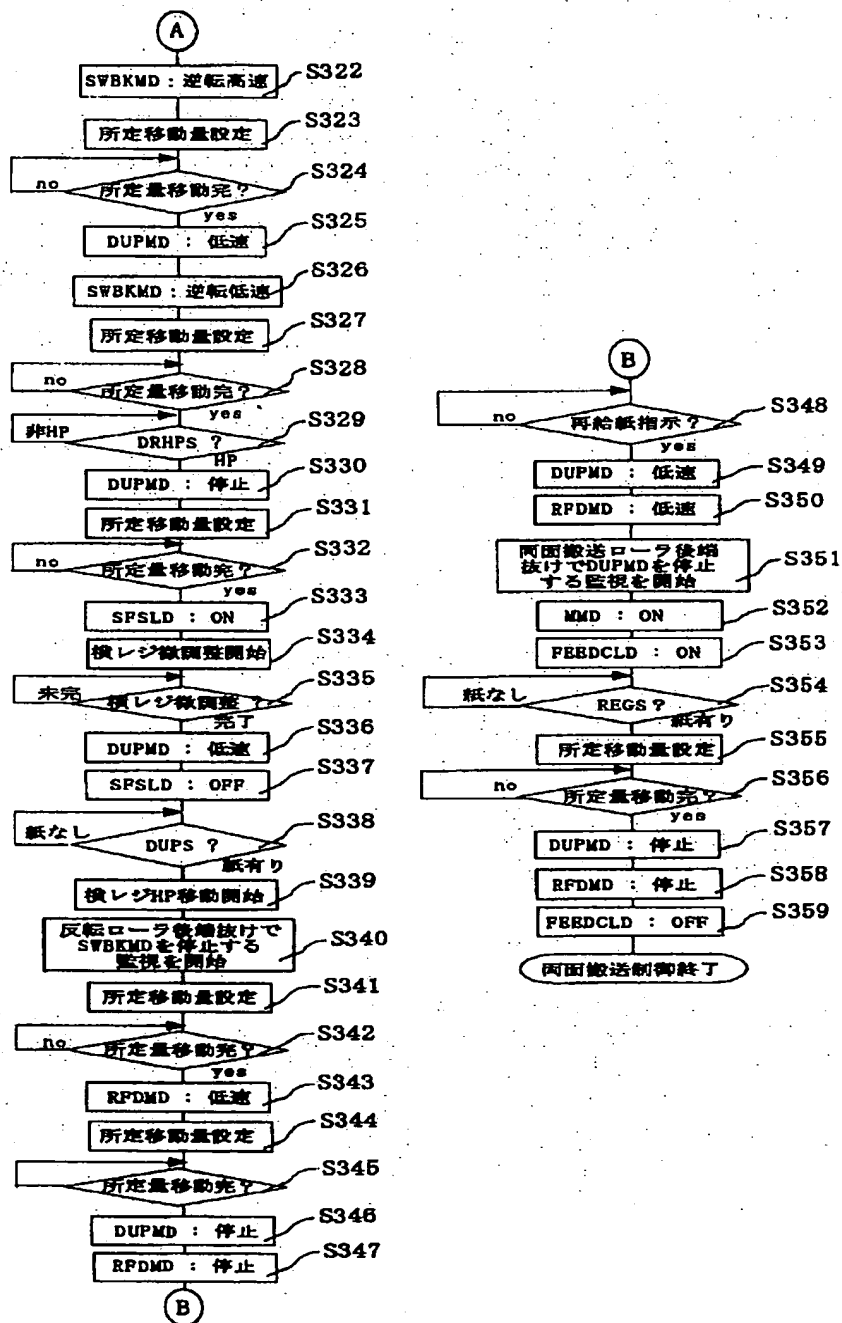 A
SWBKMD：逆転高速
S322
所定移動量設定
S323
所定量移動完？
S324
no
yes
DUPMD : 低速
S325
SWBKMD：逆転低速
S326
所定移動量設定
S327
所定量移動完？
S328
no
yes
DRHPS ？
S329
非HP
HP
DUPMD : 停止
S330
所定移動量設定
S331
所定量移動完？
S332
no
yes
SFSLD : ON
S333
横レジ微調整開始
S334
横レジ微調整？
S335
未完
完了
DUPMD : 低速
S336
SFSLD : OFF
S337
DUPS ？
S338
紙なし
紙有り
横レジHP移動開始
S339
反転ローラ後端抜けで
SWBKMDを停止する
監視を開始
S340
所定移動量設定
S341
所定量移動完？
S342
no
yes
RFDMD : 低速
S343
所定移動量設定
S344
所定量移動完？
S345
DUPMD : 停止
S346
RFDMD : 停止
S347
B
B
再給紙指示？
S348
no
yes
DUPMD : 低速
S349
RFDMD : 低速
S350
両面搬送ローラ後端
抜けでDUPMDを停止
する監視を開始
S351
MMD : ON
S352
FEEDCLD : ON
S353
REGS？
S354
紙なし
紙有り
所定移動量設定
S355
所定量移動完？
S356
no
yes
DUPMD : 停止
S357
RFDMD : 停止
S358
FEEDCLD : OFF
S359
両面搬送制御終了